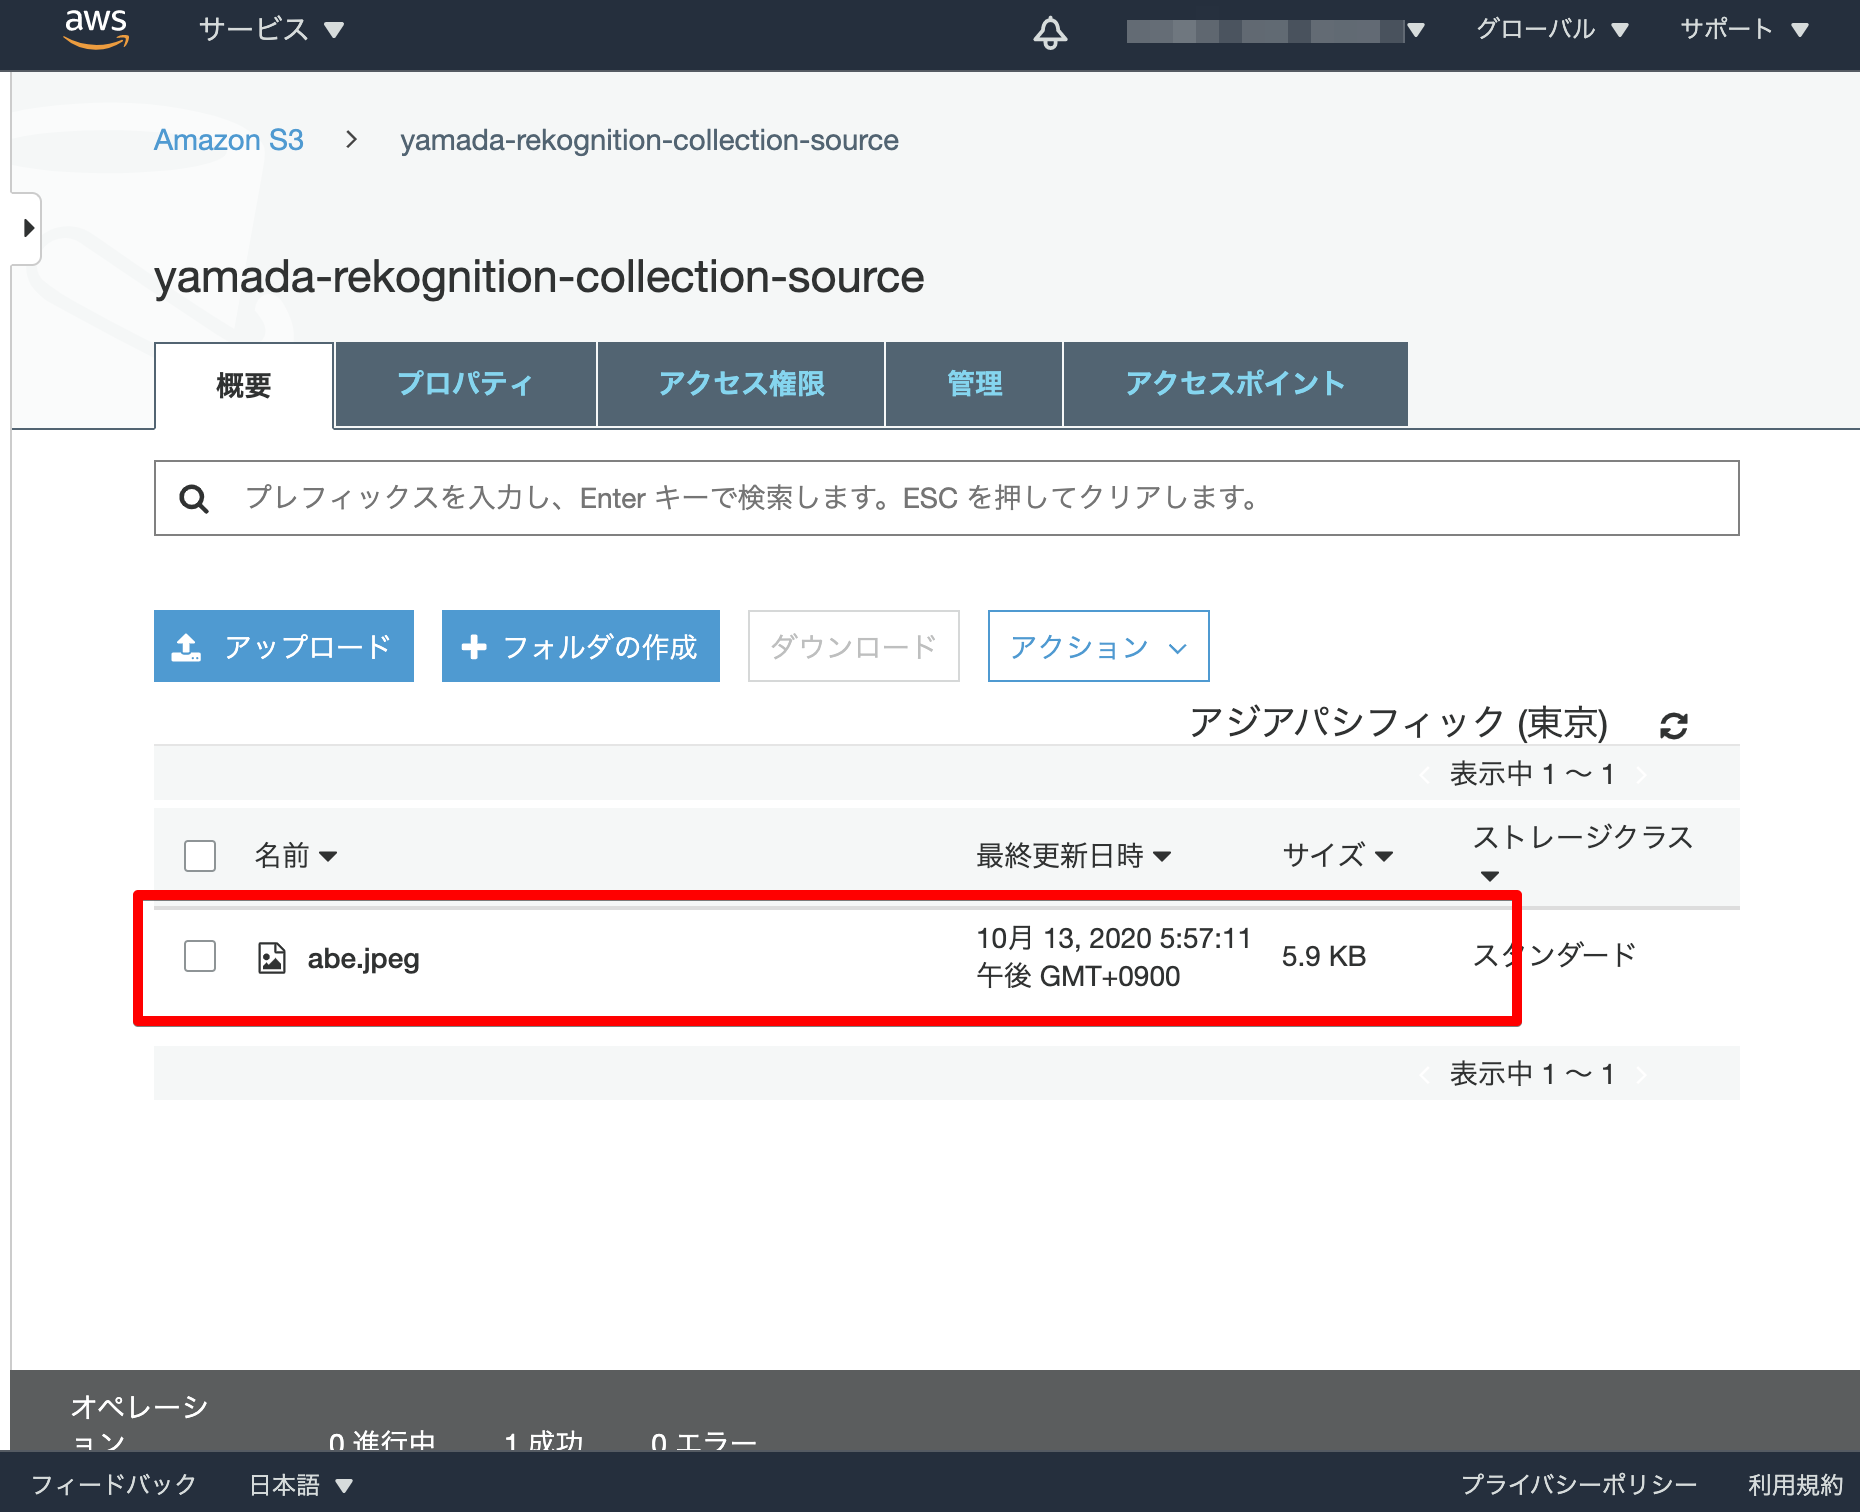 aws サービス グローバル サポート
Amazon S3 > yamada-rekognition-collection-source
yamada-rekognition-collection-source
概要 プロパティ アクセス権限 管理 アクセスポイント
プレフィックスを入力し、Enter キーで検索します。ESC を押してクリアします。
アップロード フォルダの作成 ダウンロード アクション
アジアパシフィック (東京)
表示中 1 ～ 1
名前 最終更新日時 サイズ ストレージクラス
abe.jpeg 10月 13, 2020 5:57:11 午後 GMT+0900 5.9 KB スタンダード
表示中 1 ～ 1
オペレーション 0 進行中 1 成功 0 エラー
フィードバック 日本語 プライバシーポリシー 利用規約